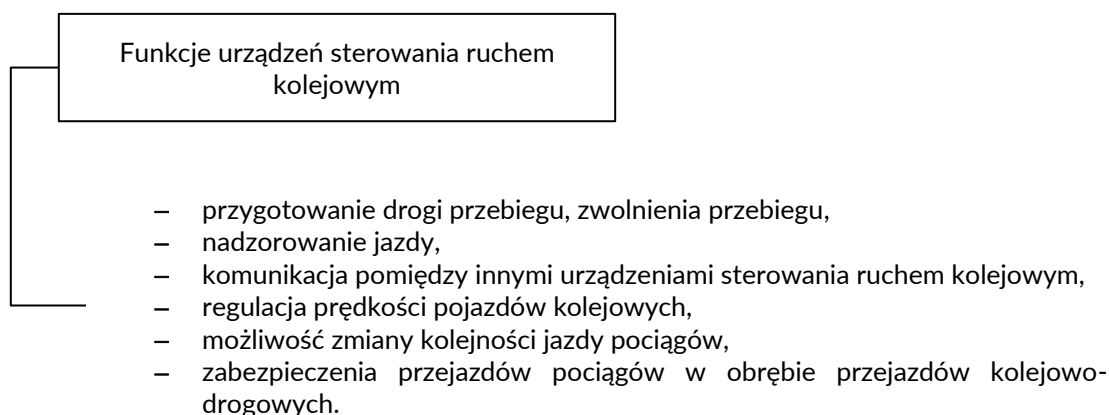 Funkcje urządzeń sterowania ruchem
kolejowym
– przygotowanie drogi przebiegu, zwolnienia przebiegu,
– nadzorowanie jazdy,
– komunikacja pomiędzy innymi urządzeniami sterowania ruchem kolejowym,
– regulacja prędkości pojazdów kolejowych,
– możliwość zmiany kolejności jazdy pociągów,
– zabezpieczenia przejazdów pociągów w obrębie przejazdów kolejowo-
drogowych.